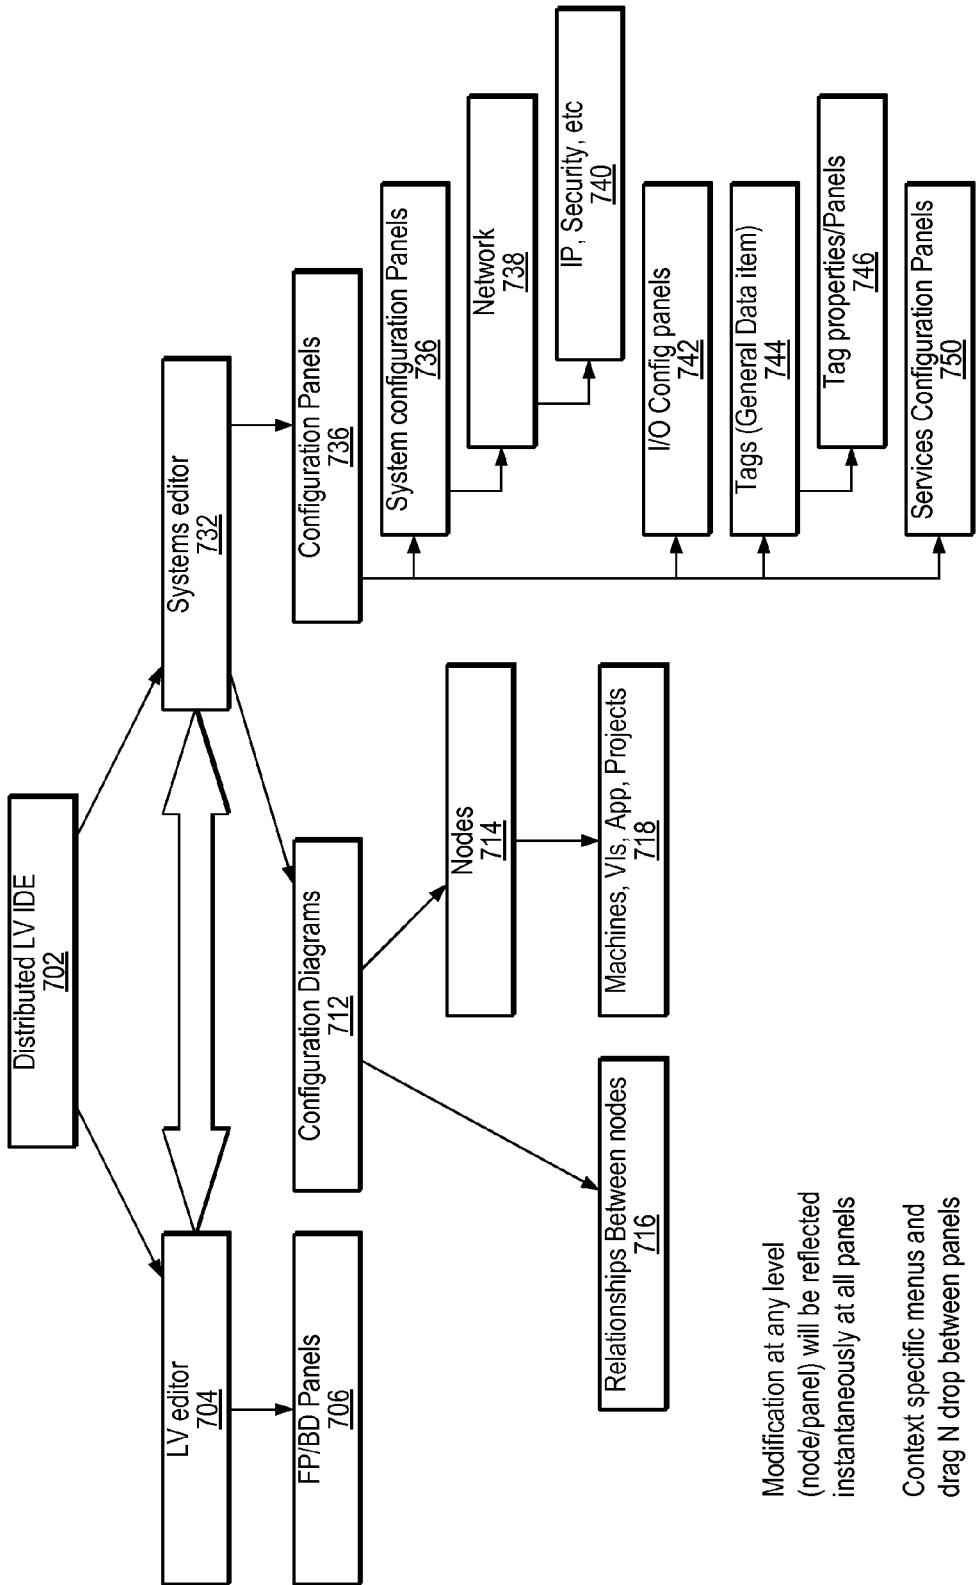 Distributed LV IDE
702
LV editor
704
Systems editor
732
FP/BD Panels
706
Configuration Diagrams
712
Configuration Panels
736
System configuration Panels
736
Nodes
714
Network
738
IP, Security, etc
740
Relationships Between nodes
716
Machines, VIs, App, Projects
718
I/O Config panels
742
Tags (General Data item)
744
Tag properties/Panels
746
Services Configuration Panels
750
Modification at any level
(node/panel) will be reflected
instantaneously at all panels
Context specific menus and
drag N drop between panels